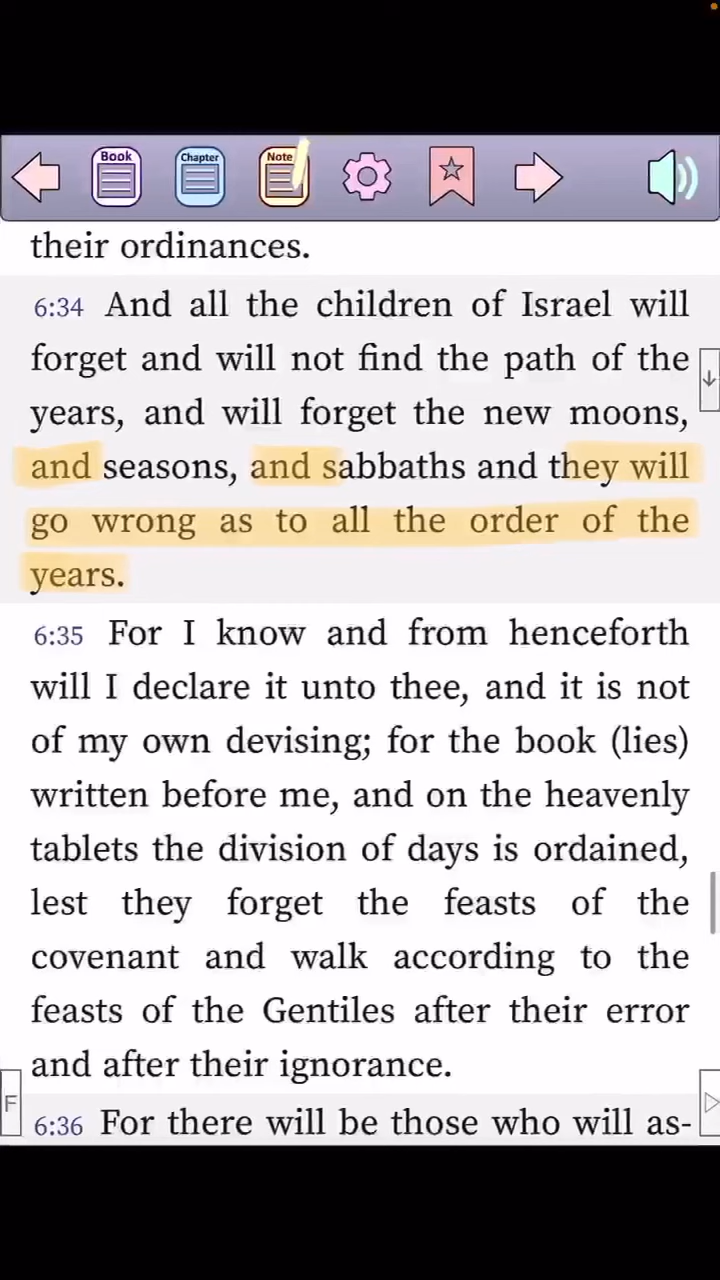 Book Chapter Note
their ordinances.
6:34 And all the children of Israel will
forget and will not find the path of the
years, and will forget the new moons,
and seasons, and sabbaths and they will
go wrong as to all the order of the
years.
6:35 For I know and from henceforth
will I declare it unto thee, and it is not
of my own devising; for the book (lies)
written before me, and on the heavenly
tablets the division of days is ordained,
lest they forget the feasts of the
covenant and walk according to the
feasts of the Gentiles after their error
and after their ignorance.
F
6:36 For there will be those who will as-